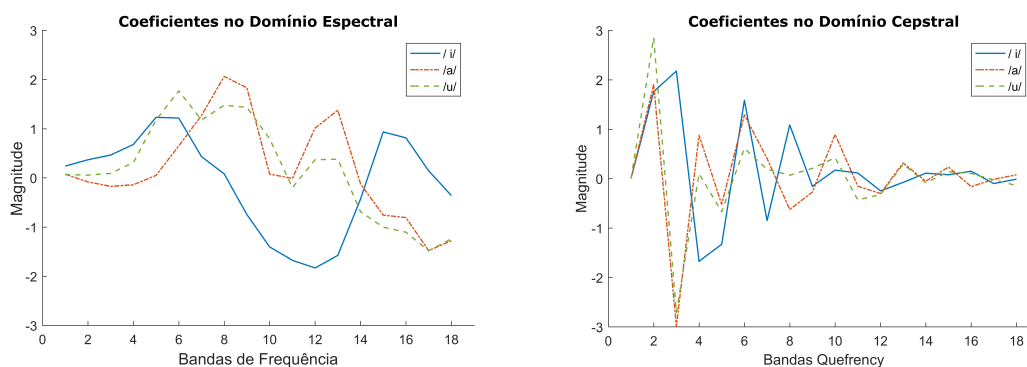 Coeficientes no Domínio Espectral
3
2
1
0
-1
-2
-3
Magnitude
/ i/
/a/
/u/
0 2 4 6 8 10 12 14 16 18
Bandas de Frequência
Coeficientes no Domínio Cepstral
3
2
1
0
-1
-2
-3
Magnitude
/ i/
/a/
/u/
0 2 4 6 8 10 12 14 16 18
Bandas Quefrency